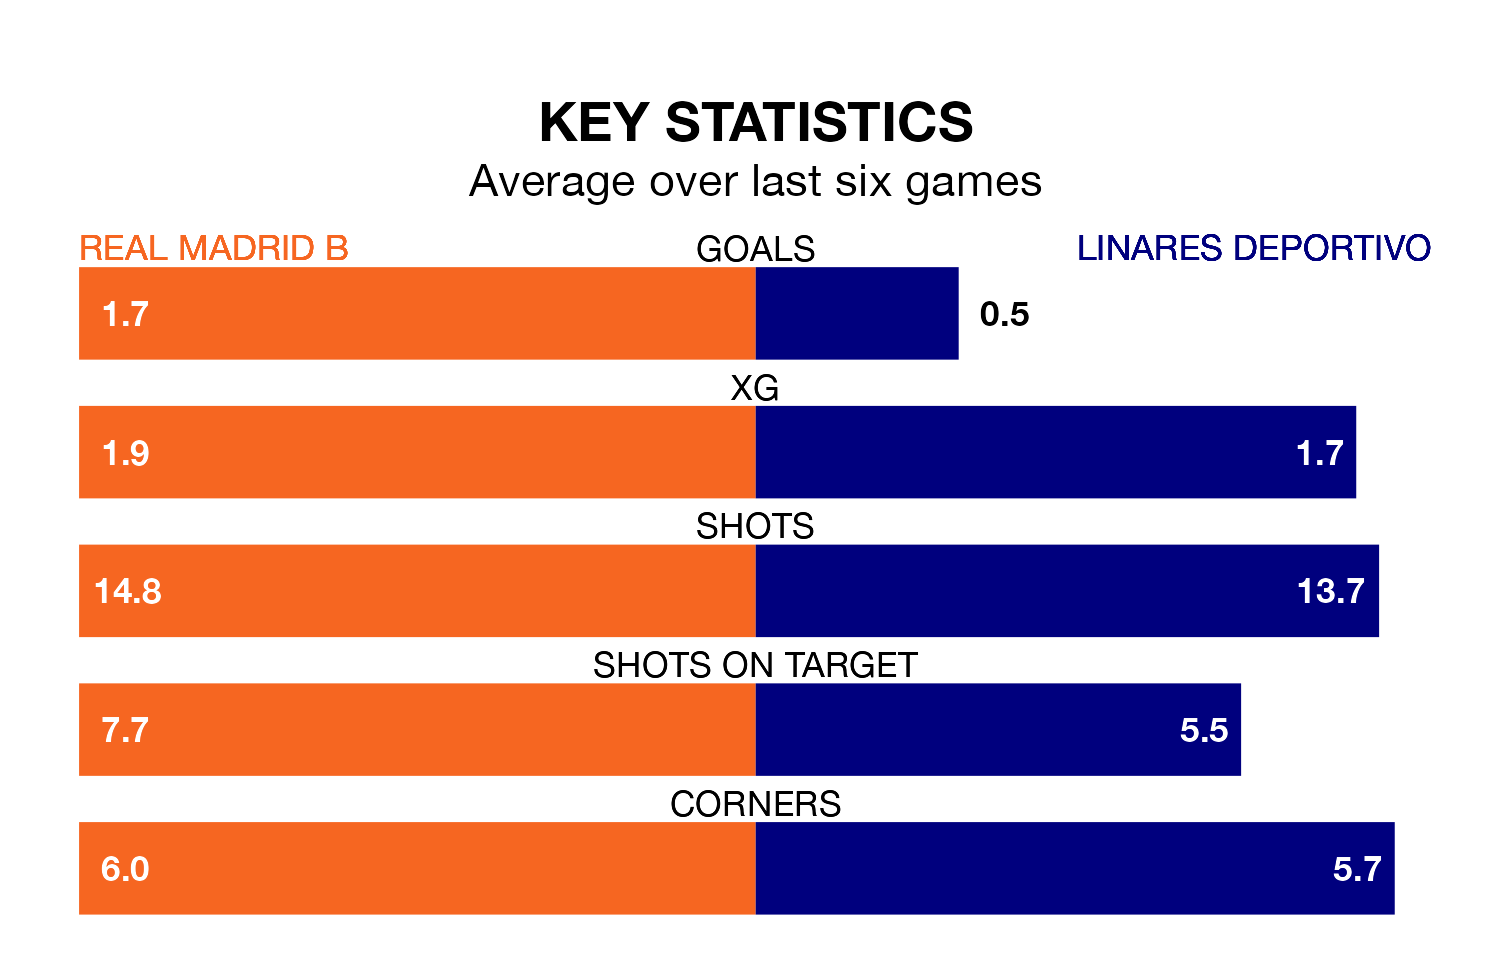 KEY STATISTICS
Average over last six games
REAL MADRID B GOALS LINARES DEPORTIVO
1.7 0.5
XG
1.9 1.7
SHOTS
14.8 13.7
SHOTS ON TARGET
7.7 5.5
CORNERS
6.0 5.7